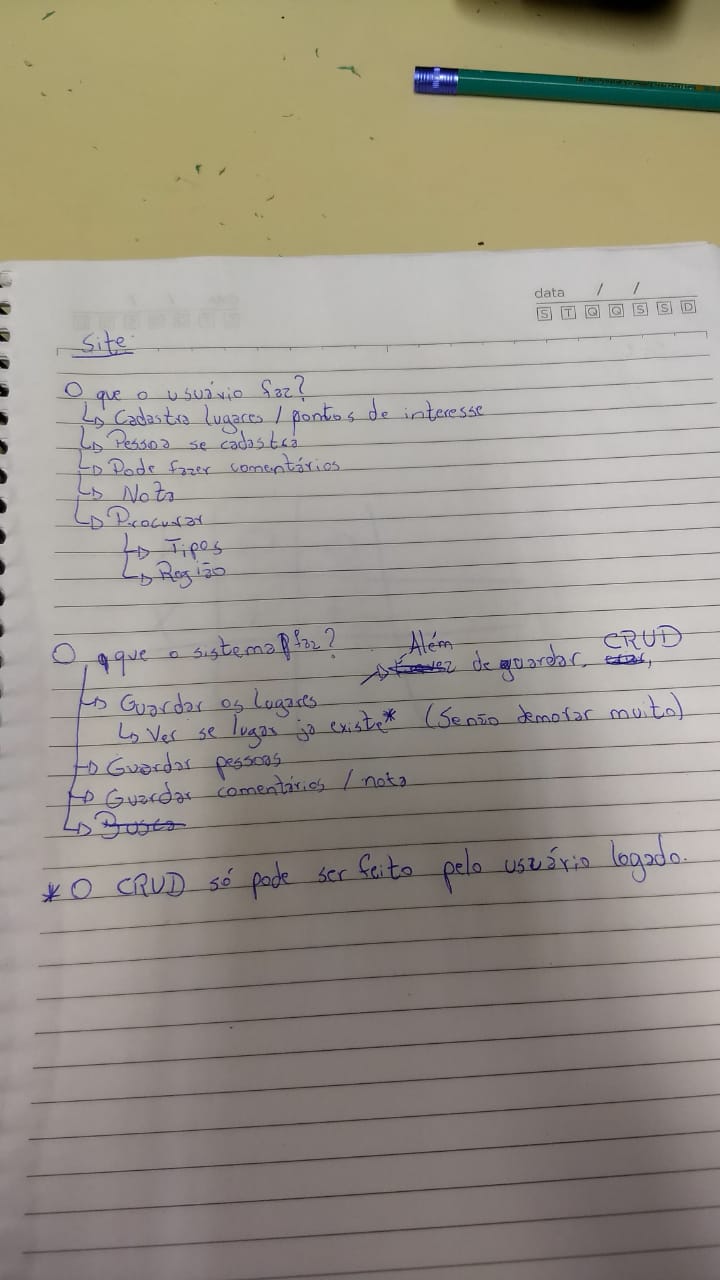 data / /
S T Q Q S S D
Site
O que o usuário faz?
↳ Cadastra lugares / pontos de interesse
↳ Pessoa se cadastra
↳ Pode fazer comentários
↳ Nota
↳ Procurar
↳ Tipos
↳ Região
O que o sistema faz?
Além de guardar, CRUD
↳ Guardar os lugares
↳ Ver se lugar já existe* (Senão demorar muito)
↳ Guardar pessoas
↳ Guardar comentários / nota
↳ Busca
* O CRUD só pode ser feito pelo usuário logado.